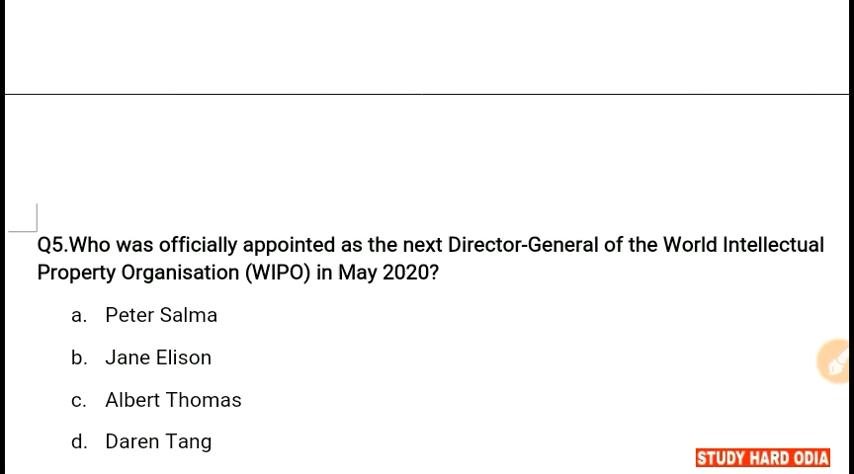 Q5.Who was officially appointed as the next Director-General of the World Intellectual
Property Organisation (WIPO) in May 2020?
a. Peter Salma
b. Jane Elison
c. Albert Thomas
d. Daren Tang
STUDY HARD ODIA